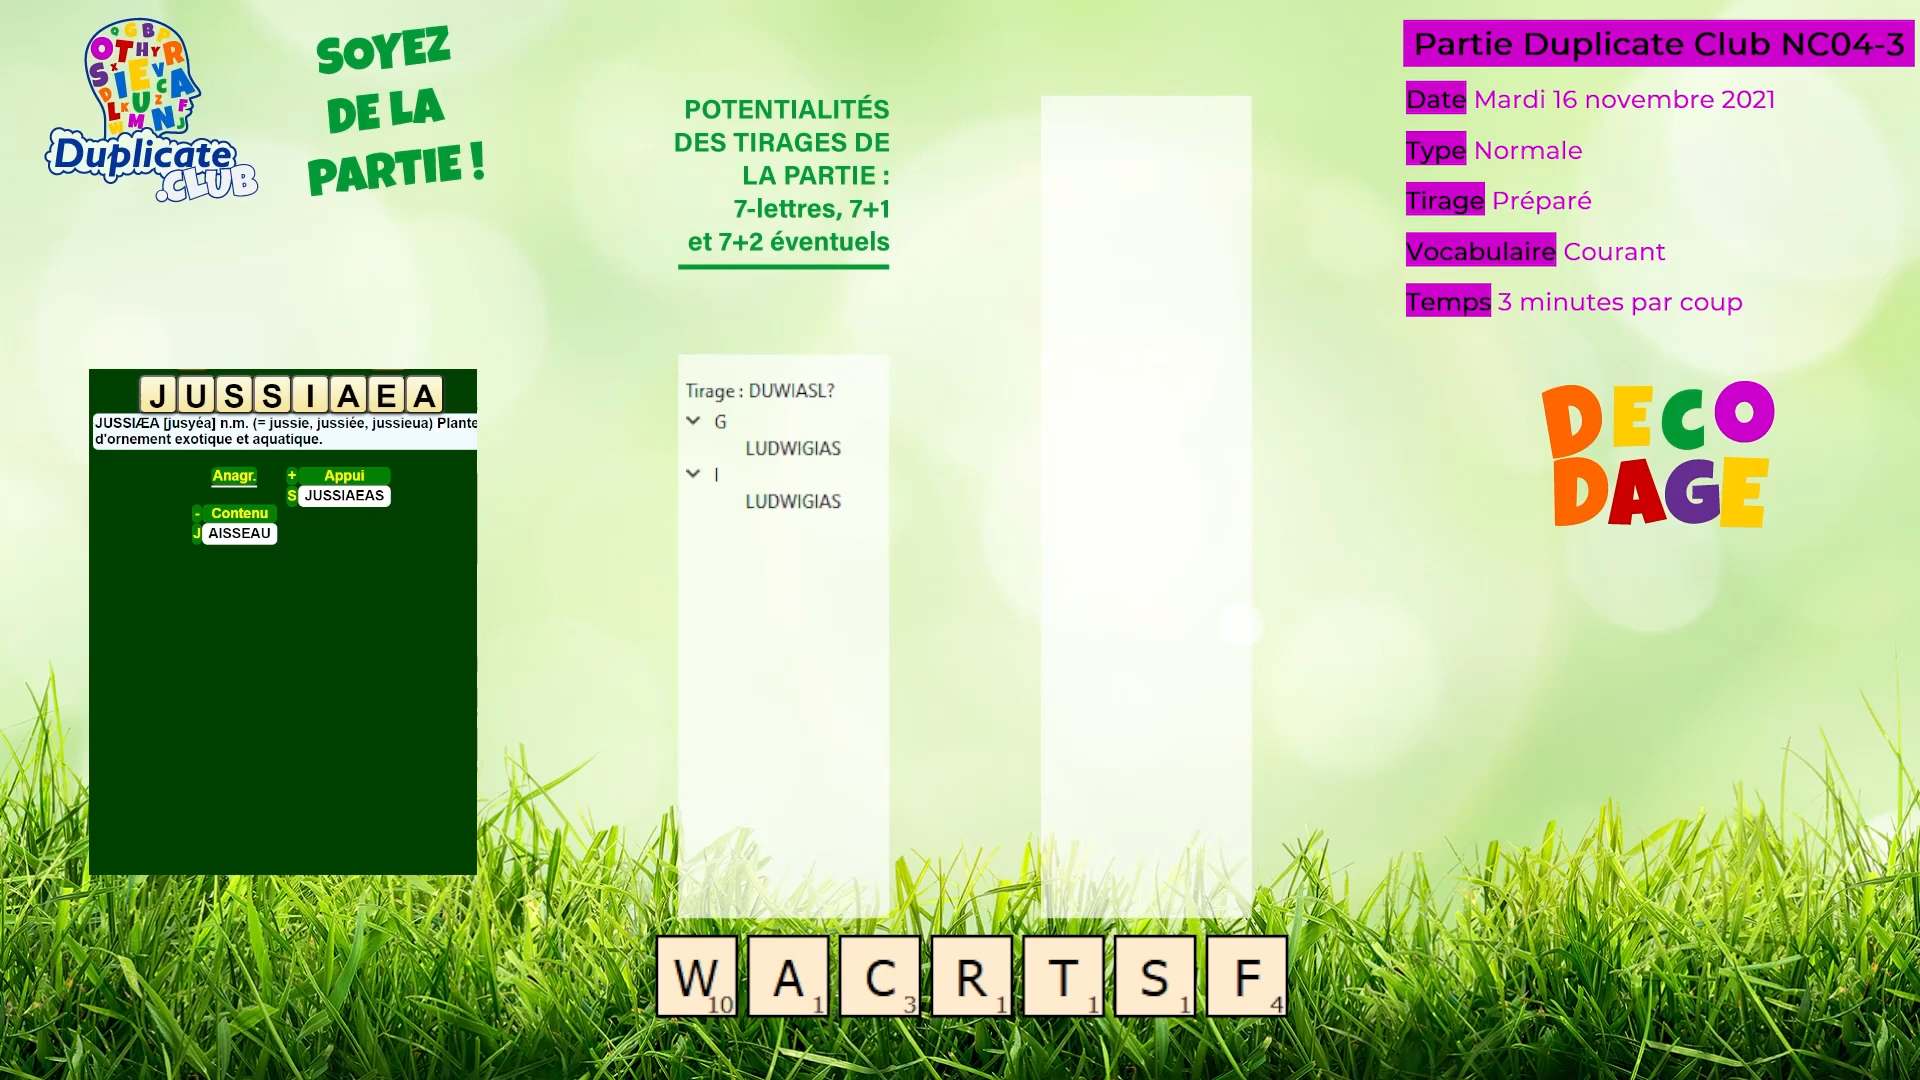 Duplicate
.CLUB
SOYEZ
DE LA
PARTIE !
JUSSIAEA
JUSSIÆA [jusyéa] n.m. (= jussie, jussiée, jussieua) Plante
d'ornement exotique et aquatique.
Anagr.
+ Appui
S JUSSIAEAS
- Contenu
J AISSEAU
POTENTIALITÉS
DES TIRAGES DE
LA PARTIE :
7-lettres, 7+1
et 7+2 éventuels
Tirage : DUWIASL?
G
LUDWIGIAS
I
LUDWIGIAS
Partie Duplicate Club NC04-3
Date Mardi 16 novembre 2021
Type Normale
Tirage Préparé
Vocabulaire Courant
Temps 3 minutes par coup
DECO
DAGE
W10 A1 C3 R1 T1 S1 F4